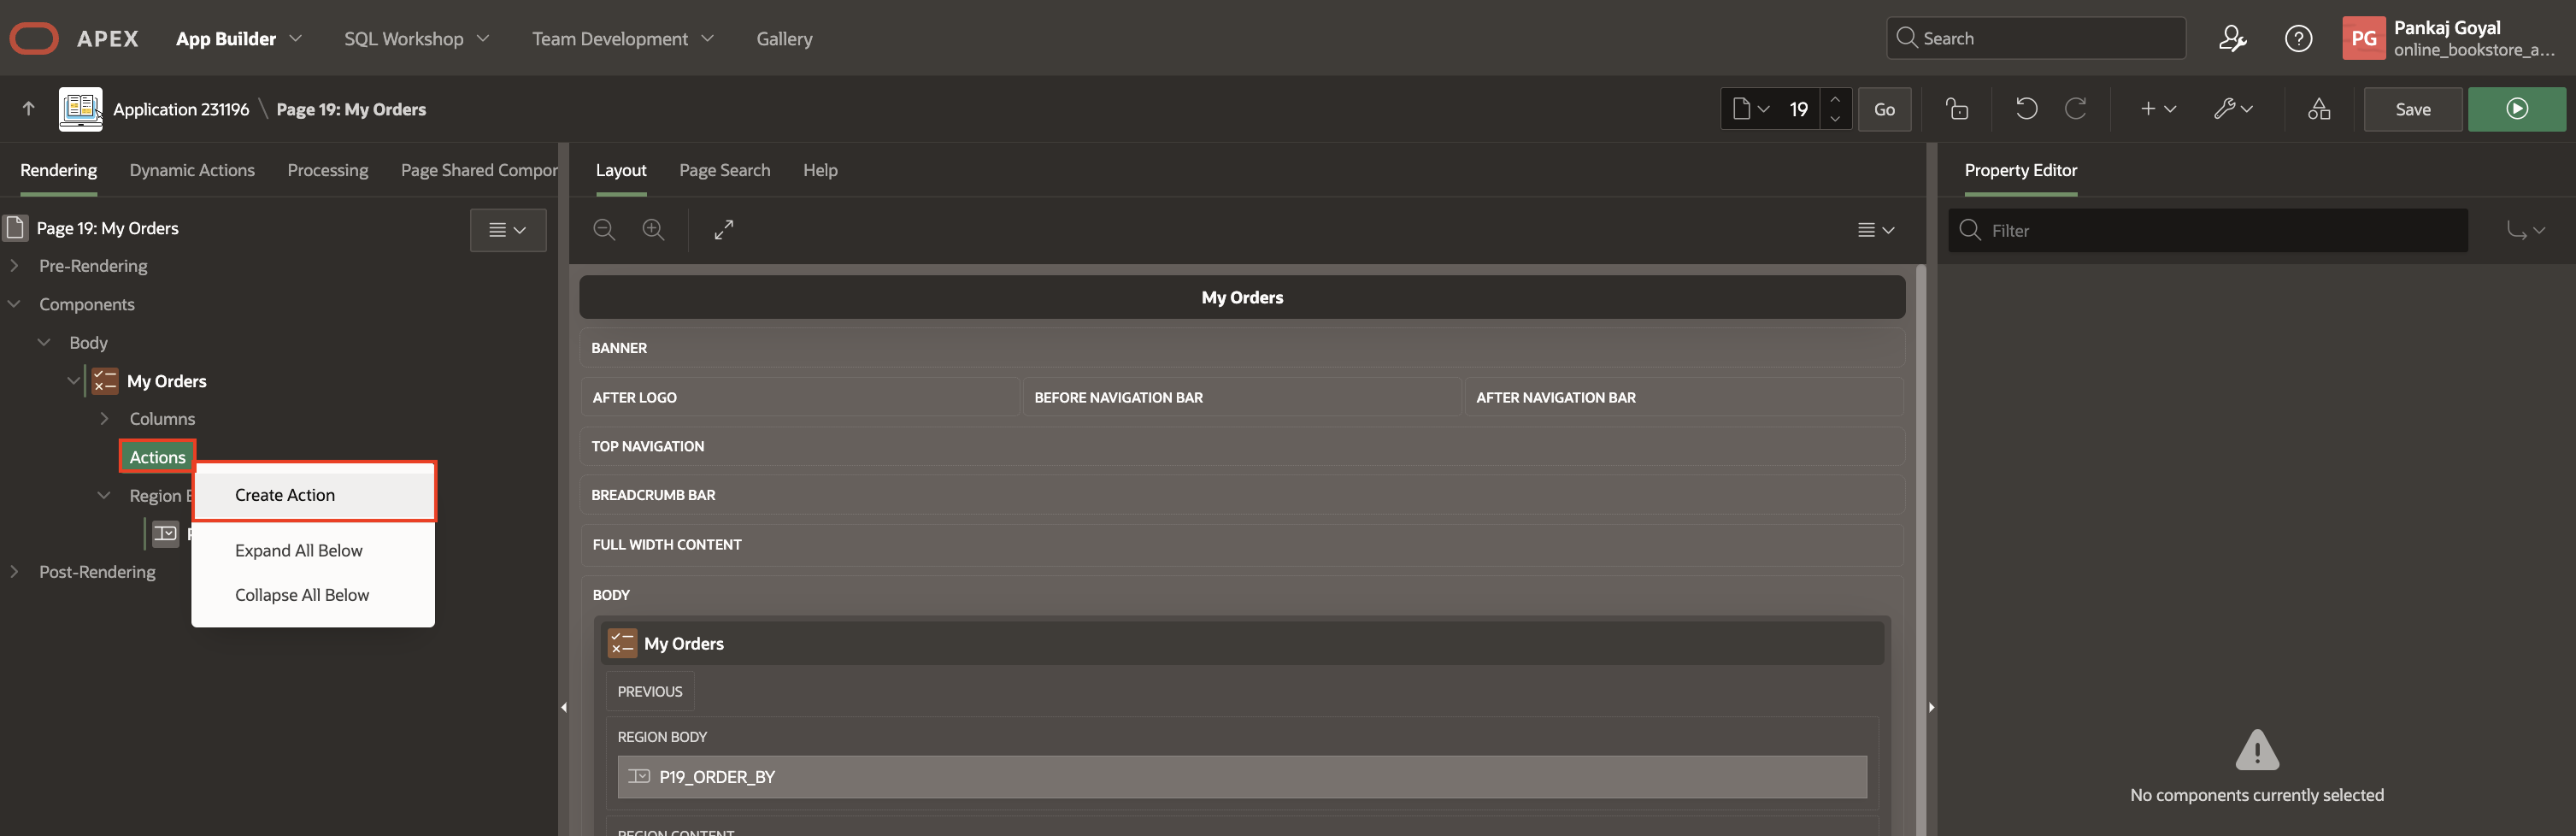 APEX App Builder SQL Workshop Team Development Gallery Search PG Pankaj Goyal
online_bookstore_a...
Application 231196 \ Page 19: My Orders 19 Go Save
Rendering Dynamic Actions Processing Page Shared Compor
Layout Page Search Help
Property Editor
Page 19: My Orders
Filter
Pre-Rendering
Components
Body
My Orders
Columns
Actions
Region
Create Action
Expand All Below
Collapse All Below
Post-Rendering
My Orders
BANNER
AFTER LOGO BEFORE NAVIGATION BAR AFTER NAVIGATION BAR
TOP NAVIGATION
BREADCRUMB BAR
FULL WIDTH CONTENT
BODY
My Orders
PREVIOUS
REGION BODY
P19_ORDER_BY
REGION CONTENT
No components currently selected